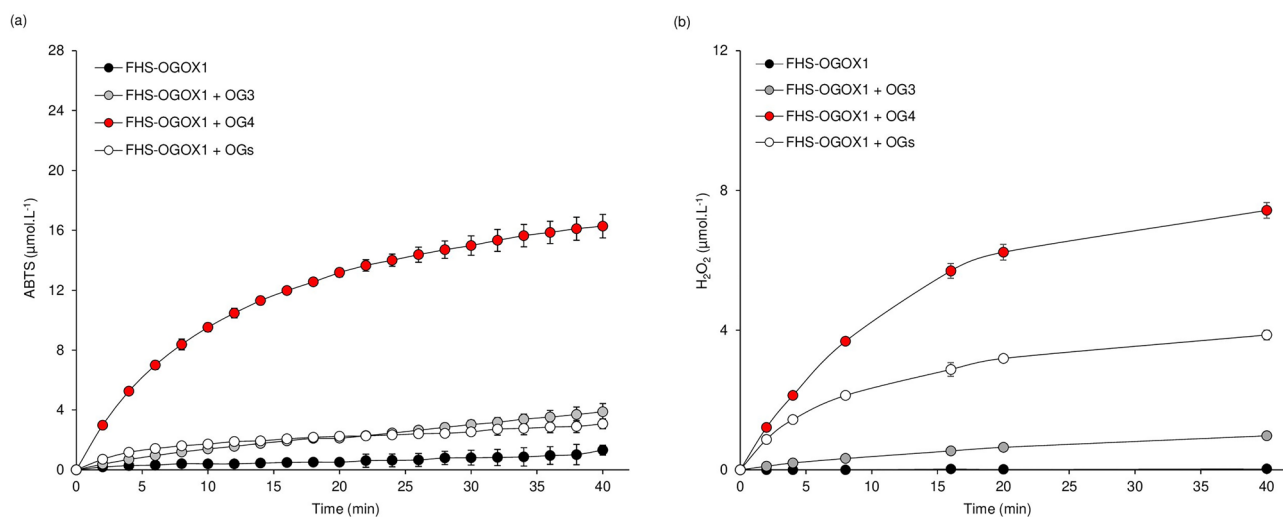 (a)
ABTS (µmol.L⁻¹)
28
24
20
16
12
8
4
0
FHS-OGOX1
FHS-OGOX1 + OG3
FHS-OGOX1 + OG4
FHS-OGOX1 + OGs
0 5 10 15 20 25 30 35 40
Time (min)
(b)
H₂O₂ (µmol.L⁻¹)
12
8
4
0
FHS-OGOX1
FHS-OGOX1 + OG3
FHS-OGOX1 + OG4
FHS-OGOX1 + OGs
0 5 10 15 20 25 30 35 40
Time (min)